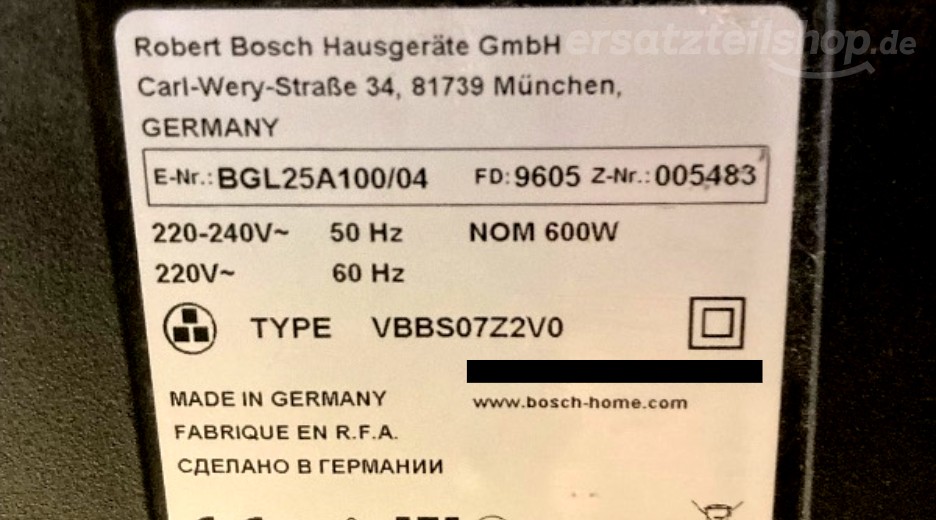 ersatzteilshop.de
Robert Bosch Hausgeräte GmbH
Carl-Wery-Straße 34, 81739 München,
GERMANY
E-Nr.: BGL25A100/04 FD: 9605 Z-Nr.: 005483
220-240V~ 50 Hz NOM 600W
220V~ 60 Hz
TYPE VBBS07Z2V0
MADE IN GERMANY www.bosch-home.com
FABRIQUE EN R.F.A.
СДЕЛАНО В ГЕРМАНИИ